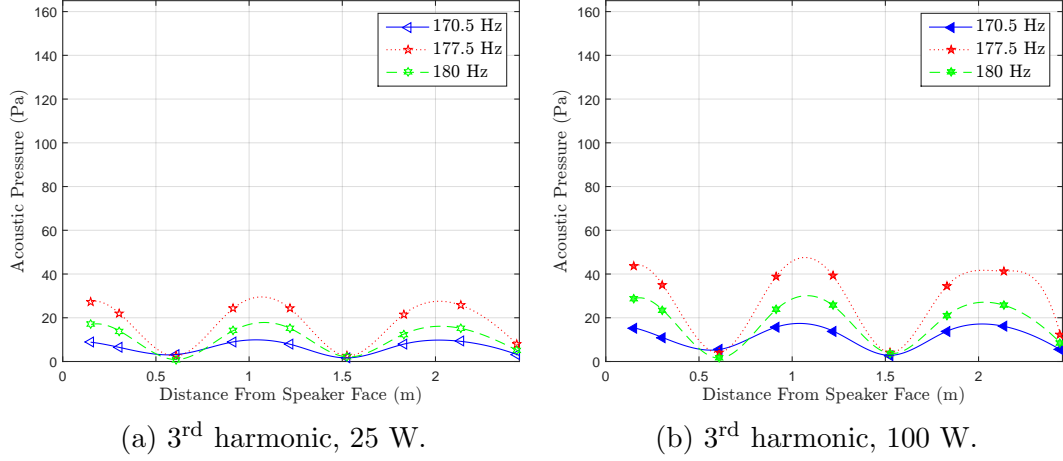 170.5 Hz
177.5 Hz
180 Hz
160
140
120
100
80
60
40
20
0
Acoustic Pressure (Pa)
0 0.5 1 1.5 2
Distance From Speaker Face (m)
(a) 3rd harmonic, 25 W.
170.5 Hz
177.5 Hz
180 Hz
160
140
120
100
80
60
40
20
0
Acoustic Pressure (Pa)
0 0.5 1 1.5 2
Distance From Speaker Face (m)
(b) 3rd harmonic, 100 W.